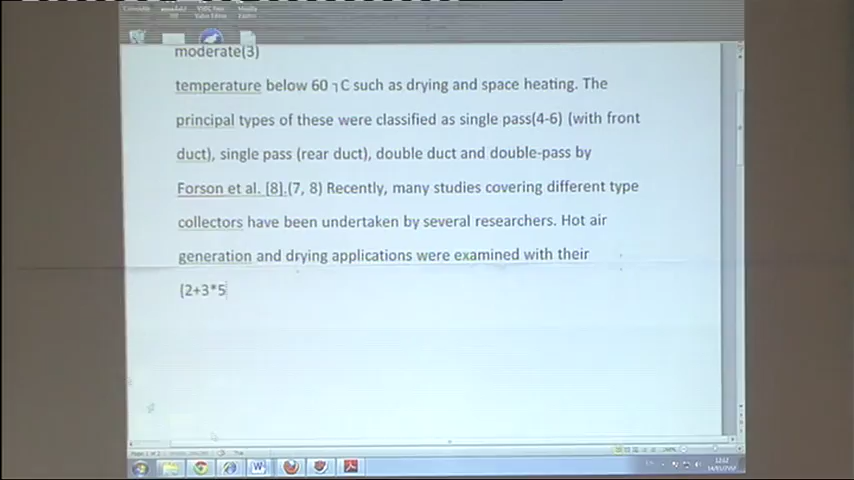 moderate(3)
temperature below 60 ┐C such as drying and space heating. The
principal types of these were classified as single pass(4-6) (with front
duct), single pass (rear duct), double duct and double-pass by
Forson et al. [8].(7, 8) Recently, many studies covering different type
collectors have been undertaken by several researchers. Hot air
generation and drying applications were examined with their
(2+3*5